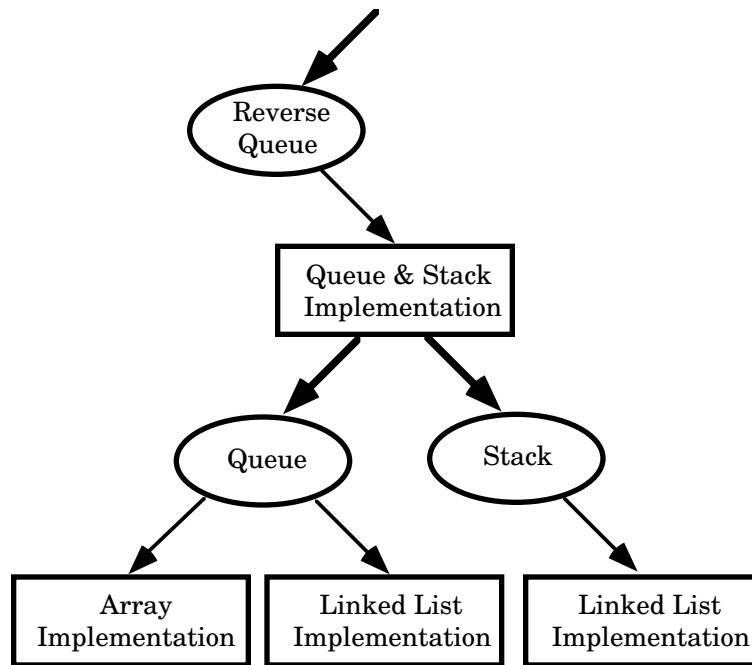 Reverse
Queue
Queue & Stack
Implementation
Queue
Stack
Array
Implementation
Linked List
Implementation
Linked List
Implementation